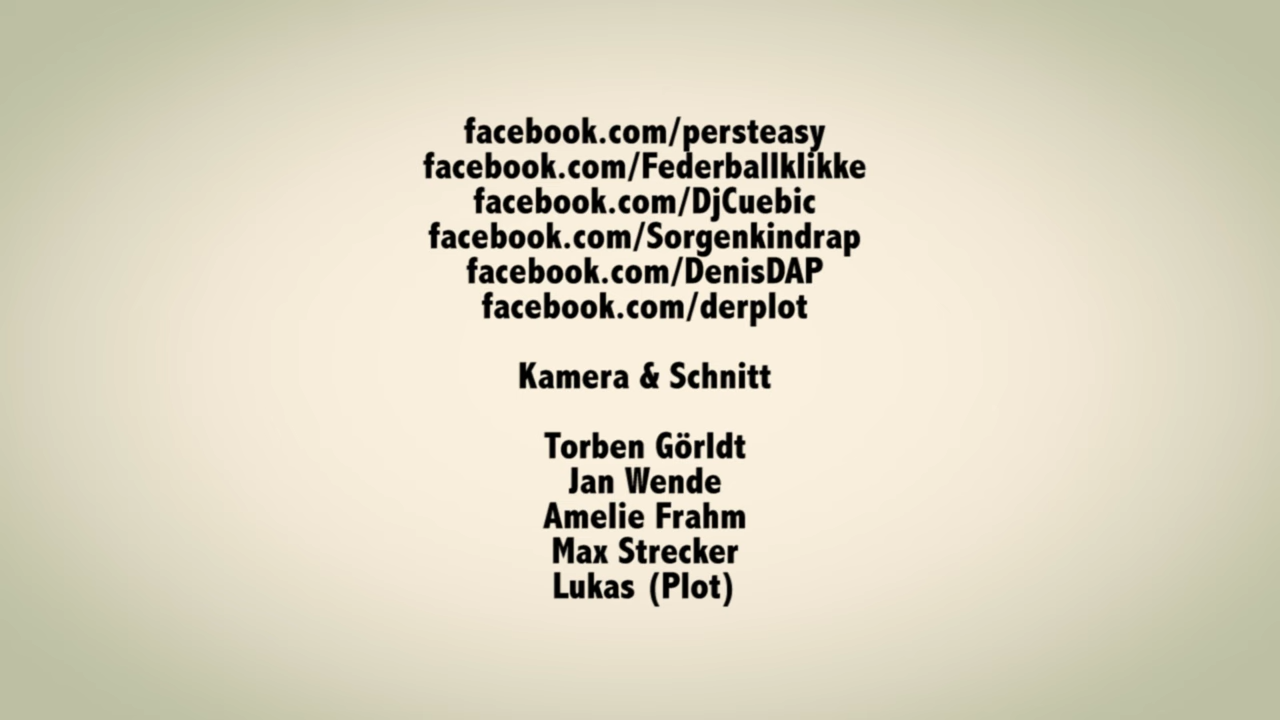 facebook.com/persteasy
facebook.com/Federballklikke
facebook.com/DjCuebic
facebook.com/Sorgenkindrap
facebook.com/DenisDAP
facebook.com/derplot
Kamera & Schnitt
Torben Görldt
Jan Wende
Amelie Frahm
Max Strecker
Lukas (Plot)